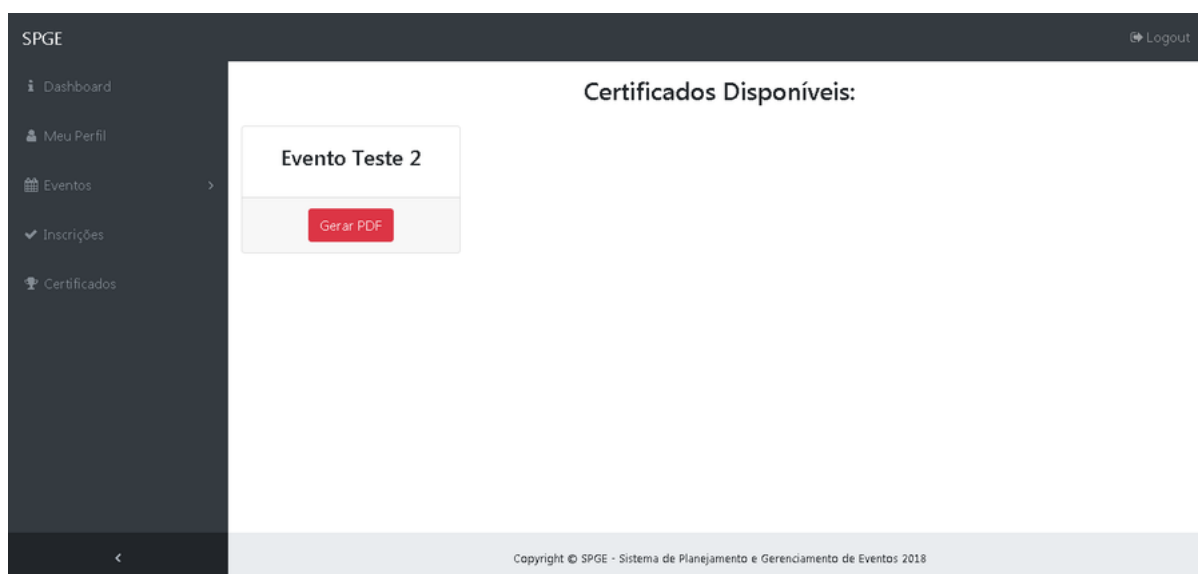 SPGE
Logout
Dashboard
Meu Perfil
Eventos
Inscrições
Certificados
Certificados Disponíveis:
Evento Teste 2
Gerar PDF
Copyright © SPGE - Sistema de Planejamento e Gerenciamento de Eventos 2018